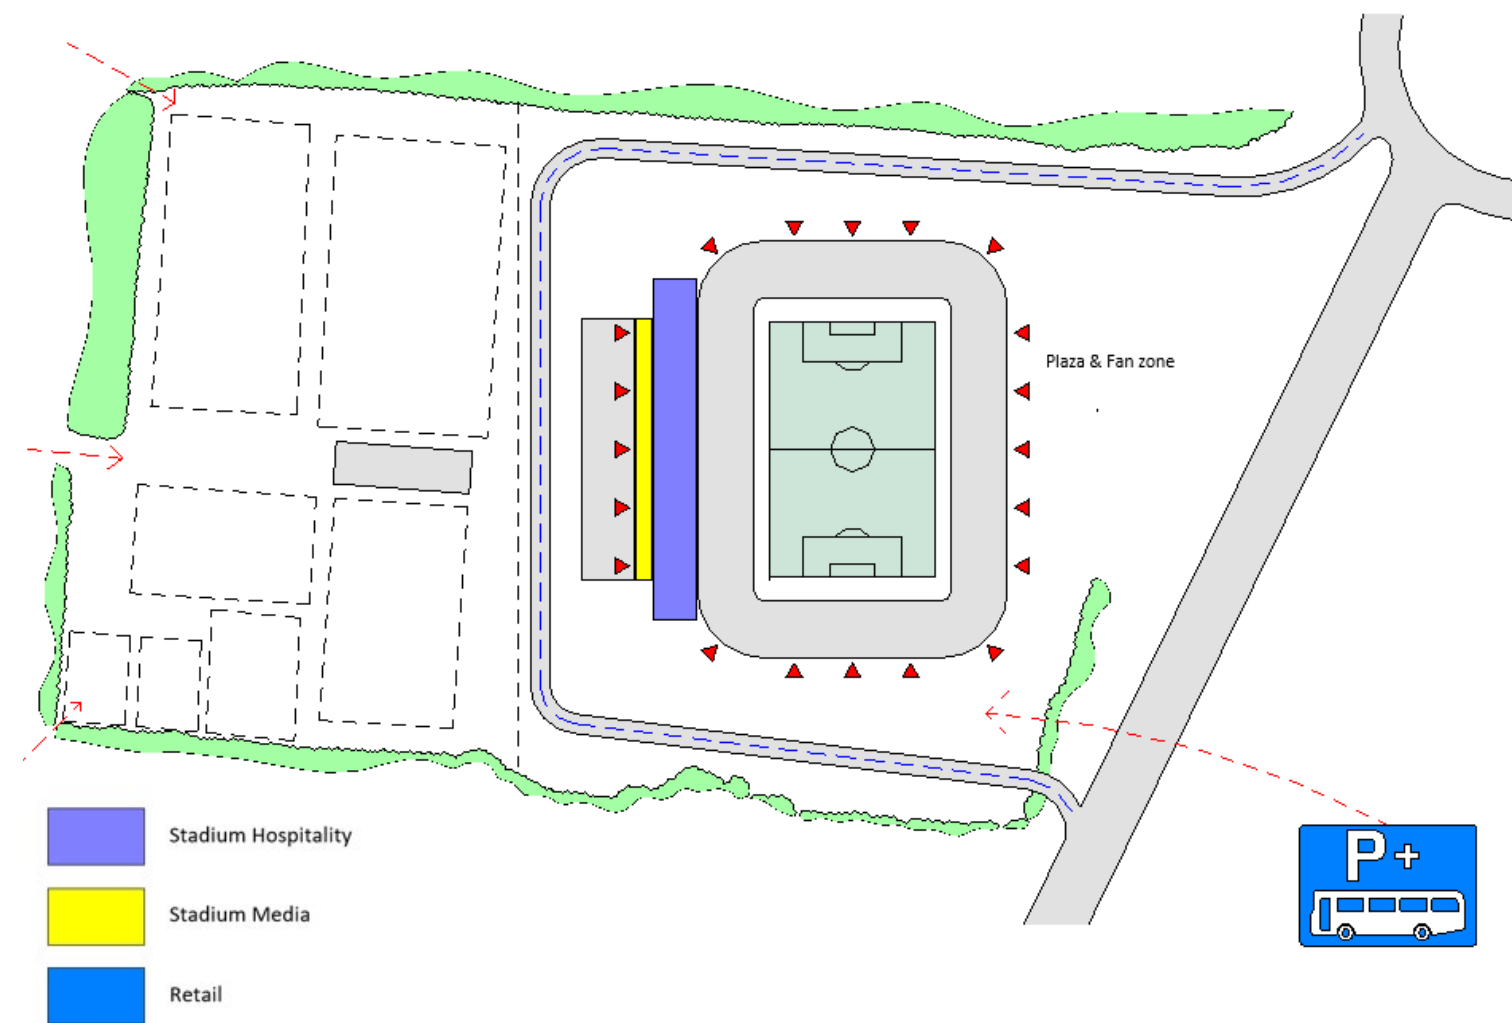 Plaza & Fan zone
Stadium Hospitality
Stadium Media
Retail
P+